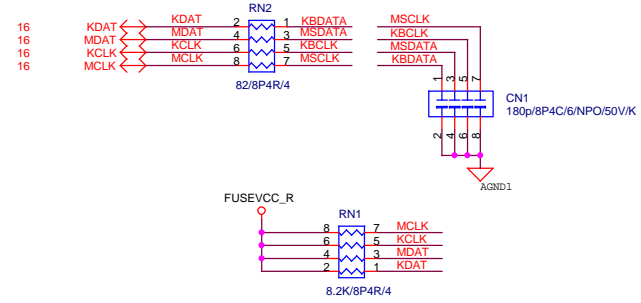 RN2
16 KDAT KDAT 2 1 KBDATA MSCLK
16 MDAT MDAT 4 3 MSDATA KBCLK
16 KCLK KCLK 6 5 KBCLK MSDATA
16 MCLK MCLK 8 7 MSCLK KBDATA
82/8P4R/4
1 3 5 7
CN1
180p/8P4C/6/NPO/50V/K
2 4 6 8
AGND1
FUSEVCC_R
RN1
8 7 MCLK
6 5 KCLK
4 3 MDAT
2 1 KDAT
8.2K/8P4R/4